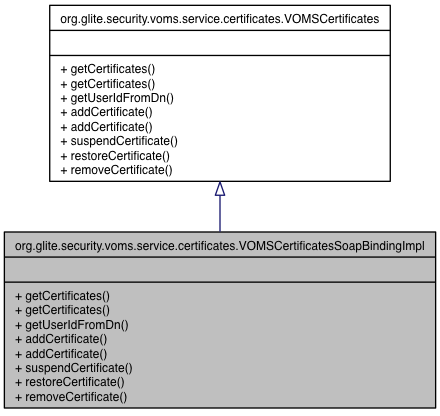 org.glite.security.voms.service.certificates.VOMSCertificates
+ getCertificates()
+ getCertificates()
+ getUserIdFromDn()
+ addCertificate()
+ addCertificate()
+ suspendCertificate()
+ restoreCertificate()
+ removeCertificate()
org.glite.security.voms.service.certificates.VOMSCertificatesSoapBindingImpl
+ getCertificates()
+ getCertificates()
+ getUserIdFromDn()
+ addCertificate()
+ addCertificate()
+ suspendCertificate()
+ restoreCertificate()
+ removeCertificate()